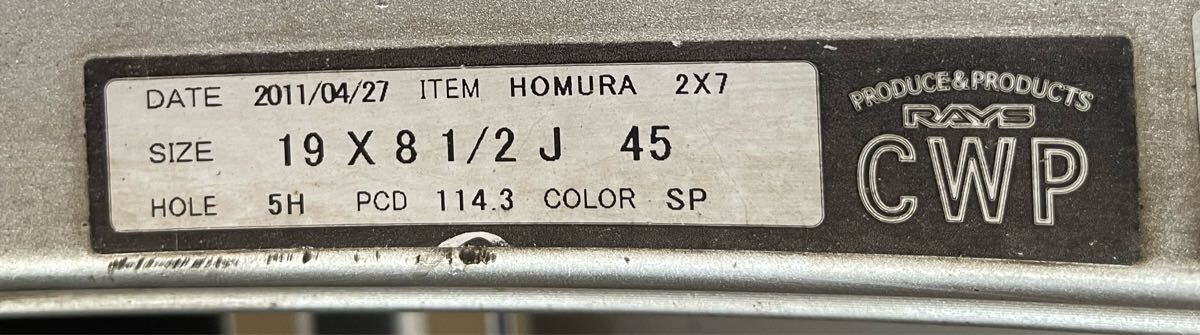 DATE 2011/04/27 ITEM HOMURA 2X7
SIZE 19 X 8 1/2 J 45
HOLE 5H PCD 114.3 COLOR SP
PRODUCE & PRODUCTS
RAYS
CWP